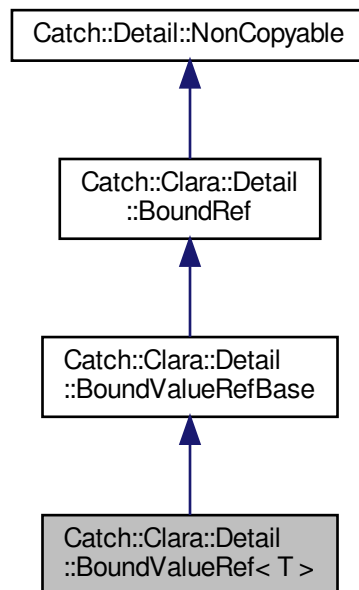 Catch::Detail::NonCopyable
Catch::Clara::Detail
::BoundRef
Catch::Clara::Detail
::BoundValueRefBase
Catch::Clara::Detail
::BoundValueRef< T >